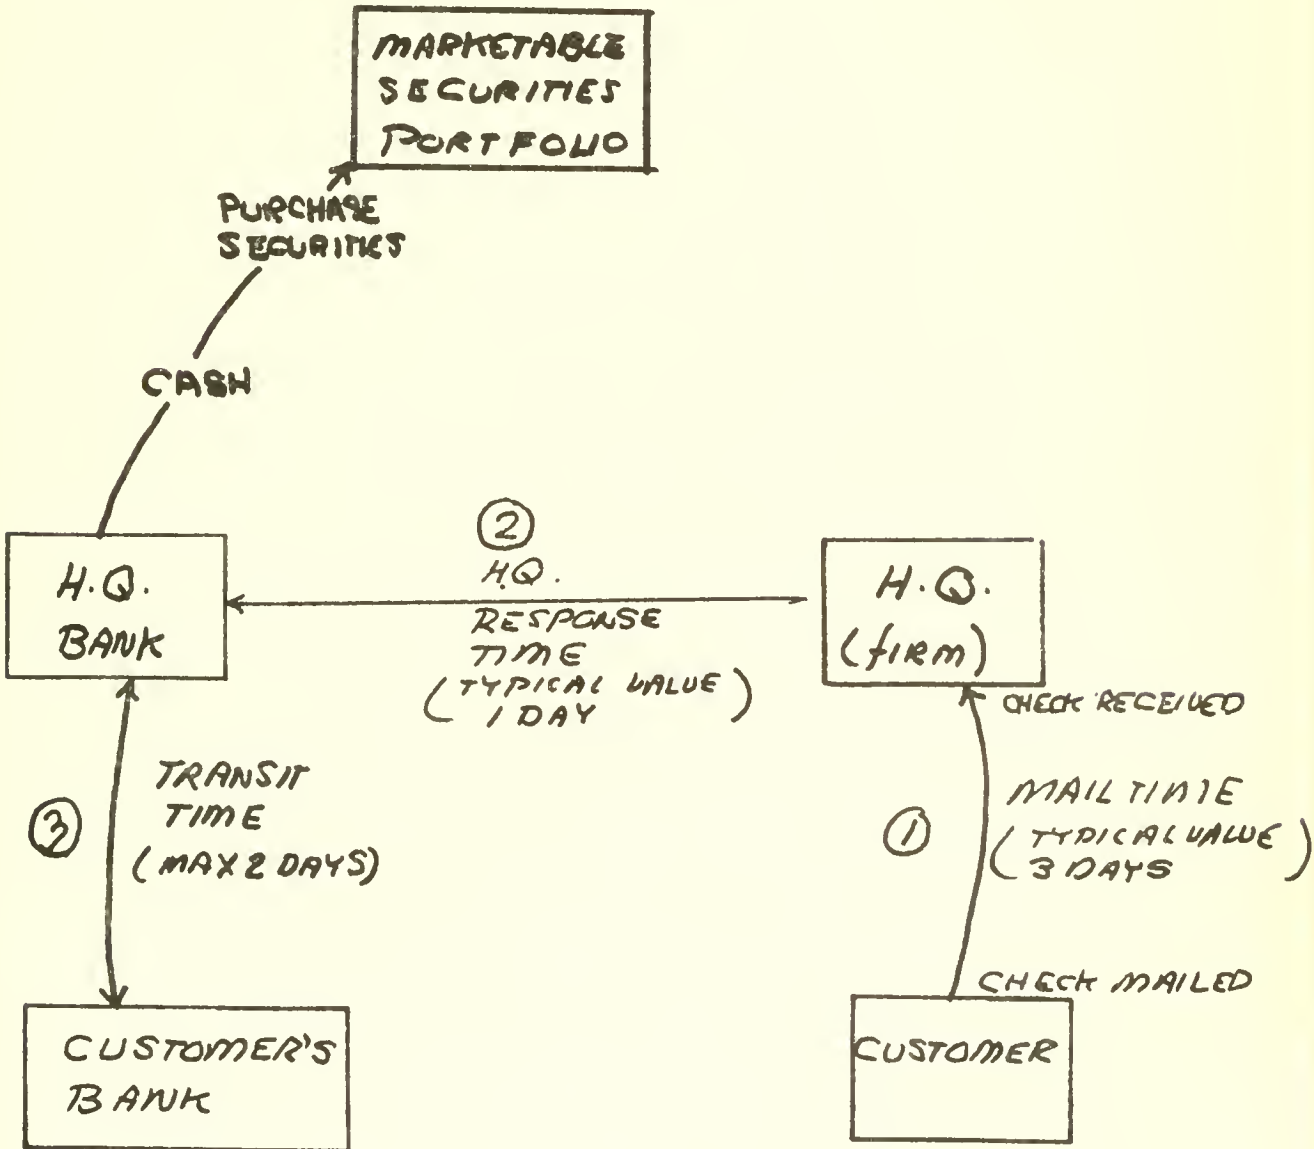 MARKETABLE
SECURITIES
PORTFOLIO
PURCHASE
SECURITIES
CASH
②
H.Q.
RESPONSE
TIME
(TYPICAL VALUE
1 DAY)
H.Q.
BANK
H.Q.
(FIRM)
CHECK RECEIVED
TRANSIT
TIME
(MAX 2 DAYS)
③
MAIL TIME
(TYPICAL VALUE
3 DAYS)
①
CHECK MAILED
CUSTOMER'S
BANK
CUSTOMER